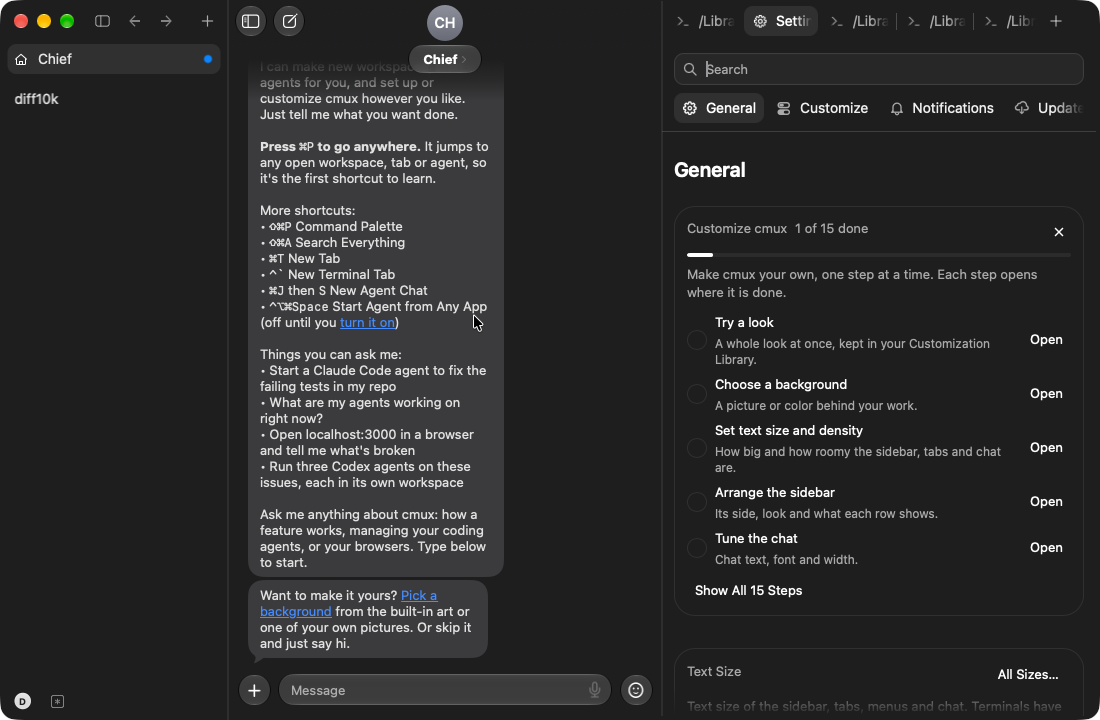 Chief
diff10k
D
CH
Chief
I can make new workspac
agents for you, and set up or
customize cmux however you like.
Just tell me what you want done.
Press ⌘P to go anywhere. It jumps to
any open workspace, tab or agent, so
it's the first shortcut to learn.
More shortcuts:
• ⇧⌘P Command Palette
• ⇧⌘A Search Everything
• ⌘T New Tab
• ^` New Terminal Tab
• ⌘J then S New Agent Chat
• ^⌥⌘Space Start Agent from Any App
(off until you turn it on)
Things you can ask me:
• Start a Claude Code agent to fix the
failing tests in my repo
• What are my agents working on
right now?
• Open localhost:3000 in a browser
and tell me what's broken
• Run three Codex agents on these
issues, each in its own workspace
Ask me anything about cmux: how a
feature works, managing your coding
agents, or your browsers. Type below
to start.
Want to make it yours? Pick a
background from the built-in art or
one of your own pictures. Or skip it
and just say hi.
Message
/Libra Settin /Libra /Libra /Libr
Search
General Customize Notifications Update
General
Customize cmux 1 of 15 done
Make cmux your own, one step at a time. Each step opens
where it is done.
Try a look
A whole look at once, kept in your Customization
Library.
Open
Choose a background
A picture or color behind your work.
Open
Set text size and density
How big and how roomy the sidebar, tabs and chat
are.
Open
Arrange the sidebar
Its side, look and what each row shows.
Open
Tune the chat
Chat text, font and width.
Open
Show All 15 Steps
Text Size
All Sizes...
Text size of the sidebar, tabs, menus and chat. Terminals have